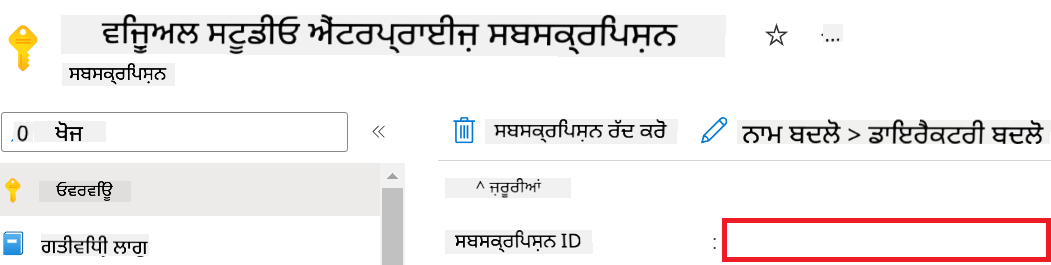 ਵਿਜ਼ੂਅਲ ਸਟੂਡੀਓ ਐਂਟਰਪ੍ਰਾਈਜ਼ ਸਬਸਕ੍ਰਿਪਸ਼ਨ ...
ਸਬਸਕ੍ਰਿਪਸ਼ਨ
0 ਖੋਜ «
ਸਬਸਕ੍ਰਿਪਸ਼ਨ ਰੱਦ ਕਰੋ ਨਾਮ ਬਦਲੋ > ਡਾਇਰੈਕਟਰੀ ਬਦਲੋ
ਓਵਰਵਿਊ
^ ਜ਼ਰੂਰੀਆਂ
ਗਤੀਵਿਧੀ ਲਾਗੂ
ਸਬਸਕ੍ਰਿਪਸ਼ਨ ID :